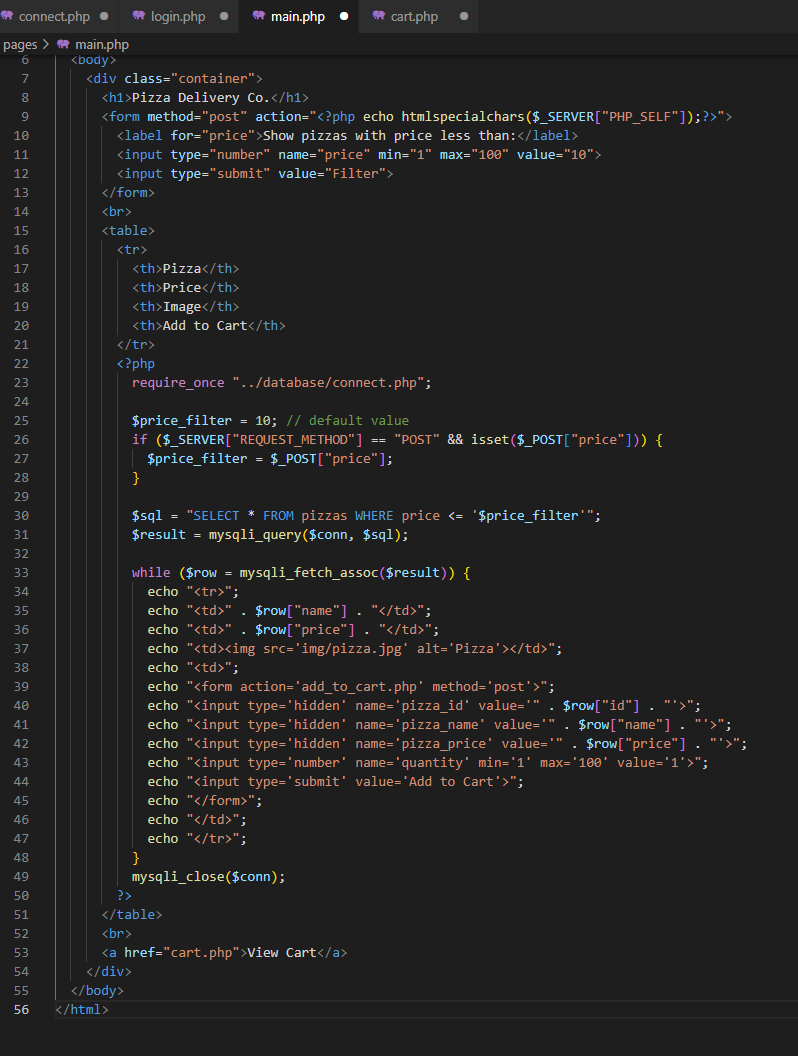 connect.php login.php main.php cart.php
pages > main.php
6 <body>
7 <div class="container">
8 <h1>Pizza Delivery Co.</h1>
9 <form method="post" action="<?php echo htmlspecialchars($_SERVER["PHP_SELF"]);?>">
10 <label for="price">Show pizzas with price less than:</label>
11 <input type="number" name="price" min="1" max="100" value="10">
12 <input type="submit" value="Filter">
13 </form>
14 <br>
15 <table>
16 <tr>
17 <th>Pizza</th>
18 <th>Price</th>
19 <th>Image</th>
20 <th>Add to Cart</th>
21 </tr>
22 <?php
23 require_once "../database/connect.php";
24
25 $price_filter = 10; // default value
26 if ($_SERVER["REQUEST_METHOD"] == "POST" && isset($_POST["price"])) {
27 $price_filter = $_POST["price"];
28 }
29
30 $sql = "SELECT * FROM pizzas WHERE price <= '$price_filter'";
31 $result = mysqli_query($conn, $sql);
32
33 while ($row = mysqli_fetch_assoc($result)) {
34 echo "<tr>";
35 echo "<td>" . $row["name"] . "</td>";
36 echo "<td>" . $row["price"] . "</td>";
37 echo "<td><img src='img/pizza.jpg' alt='Pizza'></td>";
38 echo "<td>";
39 echo "<form action='add_to_cart.php' method='post'>";
40 echo "<input type='hidden' name='pizza_id' value='" . $row["id"] . "'>";
41 echo "<input type='hidden' name='pizza_name' value='" . $row["name"] . "'>";
42 echo "<input type='hidden' name='pizza_price' value='" . $row["price"] . "'>";
43 echo "<input type='number' name='quantity' min='1' max='100' value='1'>";
44 echo "<input type='submit' value='Add to Cart'>";
45 echo "</form>";
46 echo "</td>";
47 echo "</tr>";
48 }
49 mysqli_close($conn);
50 ?>
51 </table>
52 <br>
53 <a href="cart.php">View Cart</a>
54 </div>
55 </body>
56 </html>